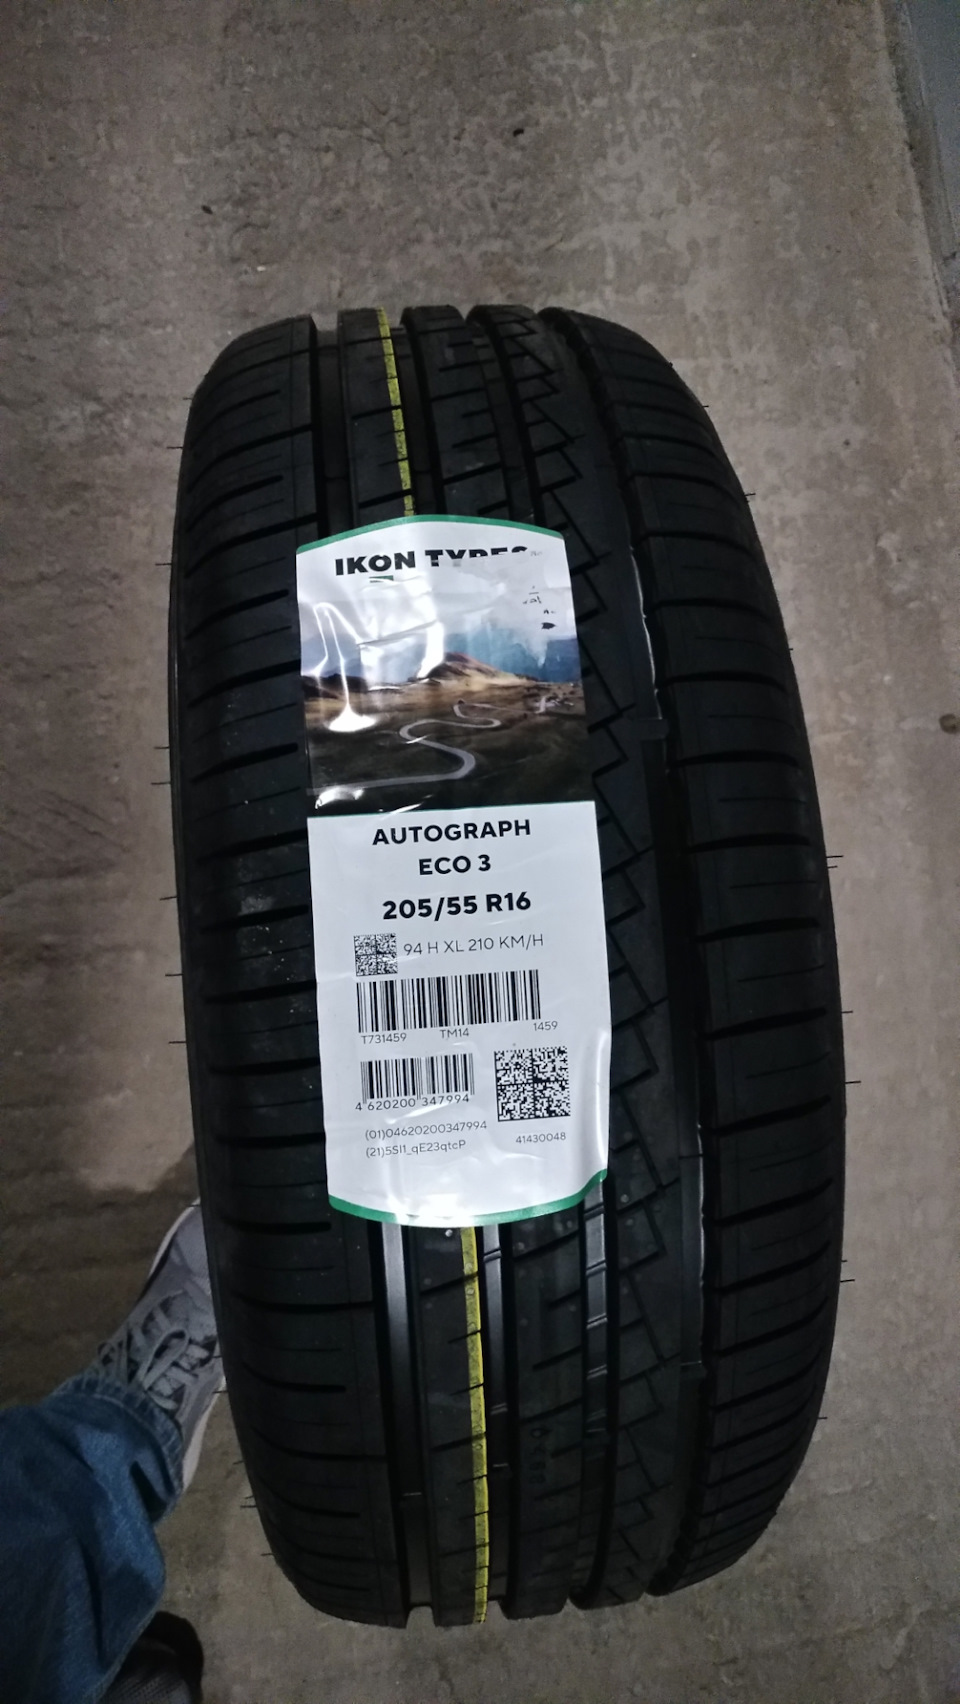 IKON TYRES
AUTOGRAPH
ECO 3
205/55 R16
94 H XL 210 KM/H
T731459 TM14 1459
4 620200 347994
(01)04620200347994
(21)5SI1_qE23qtcP
41430048